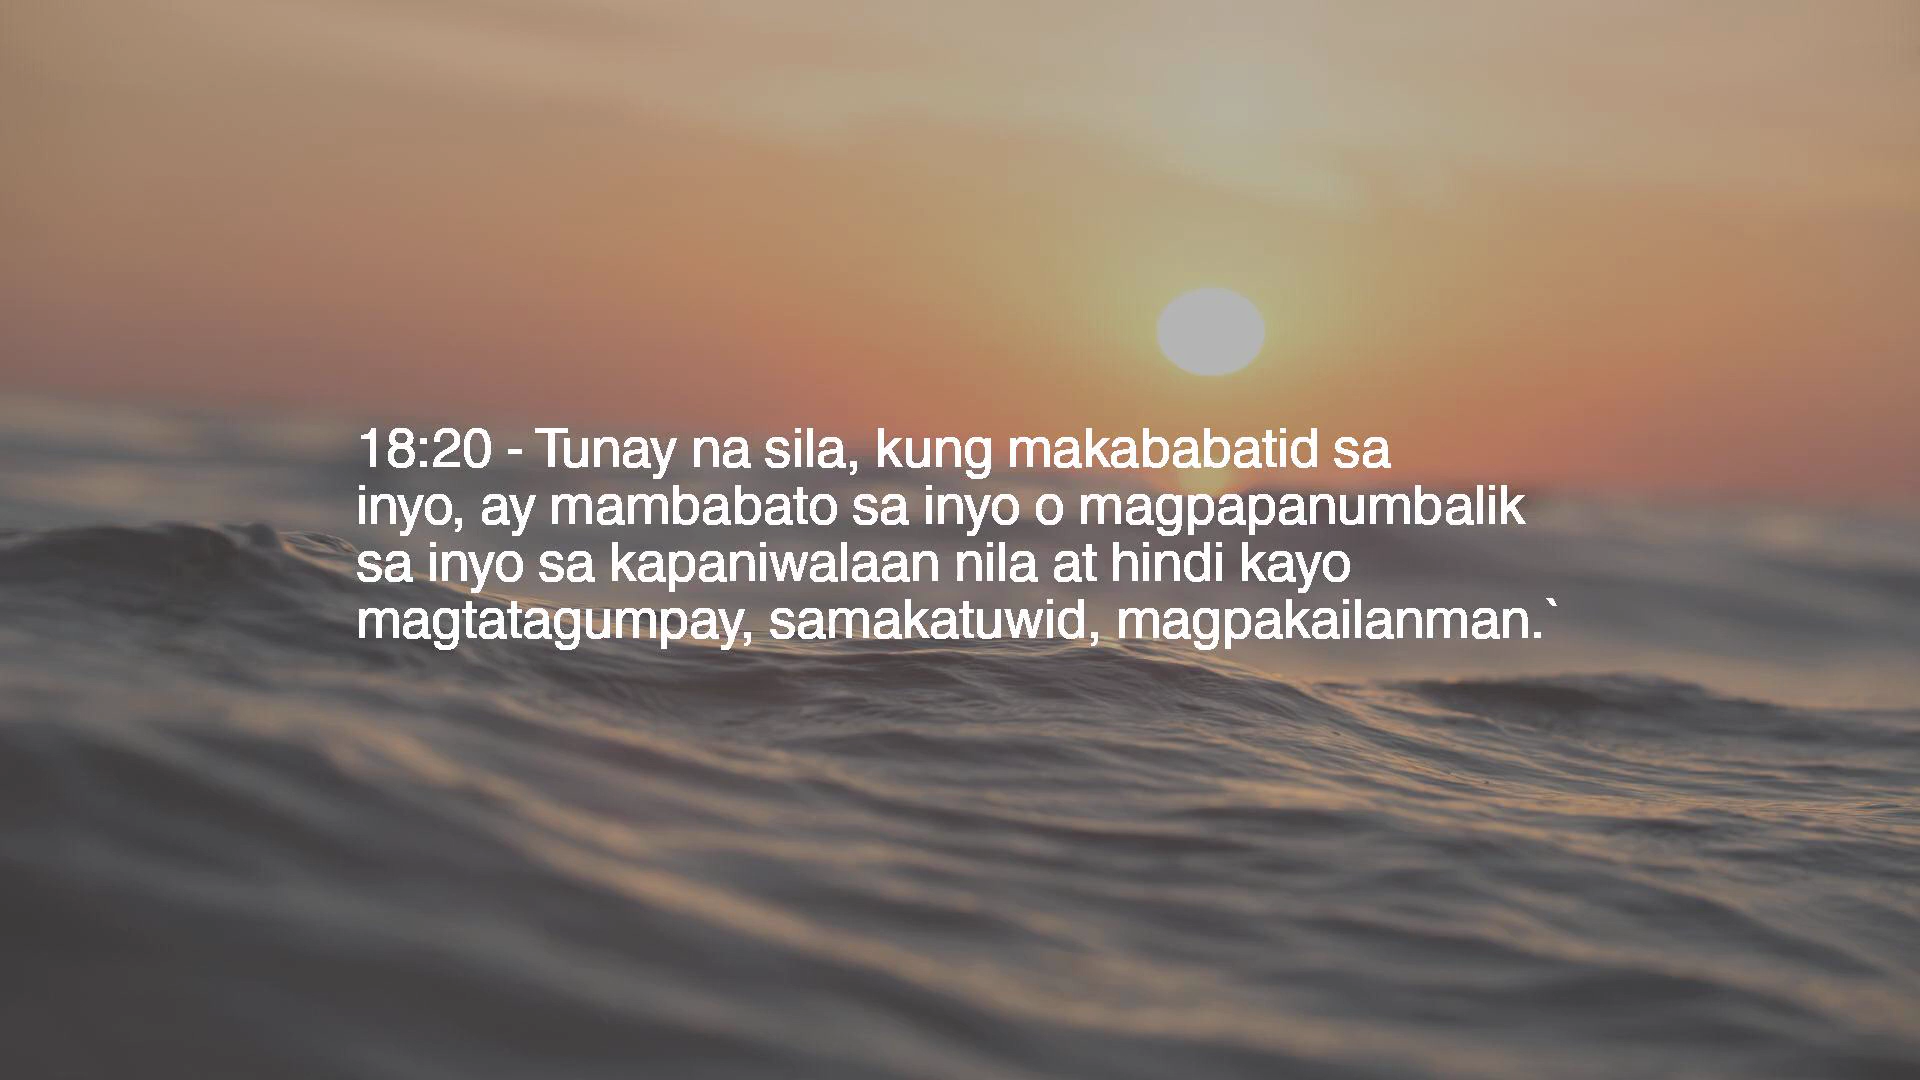 18:20 - Tunay na sila, kung makababatid sa
inyo, ay mambabato sa inyo o magpapanumbalik
sa inyo sa kapaniwalaan nila at hindi kayo
magtatagumpay, samakatuwid, magpakailanman.`